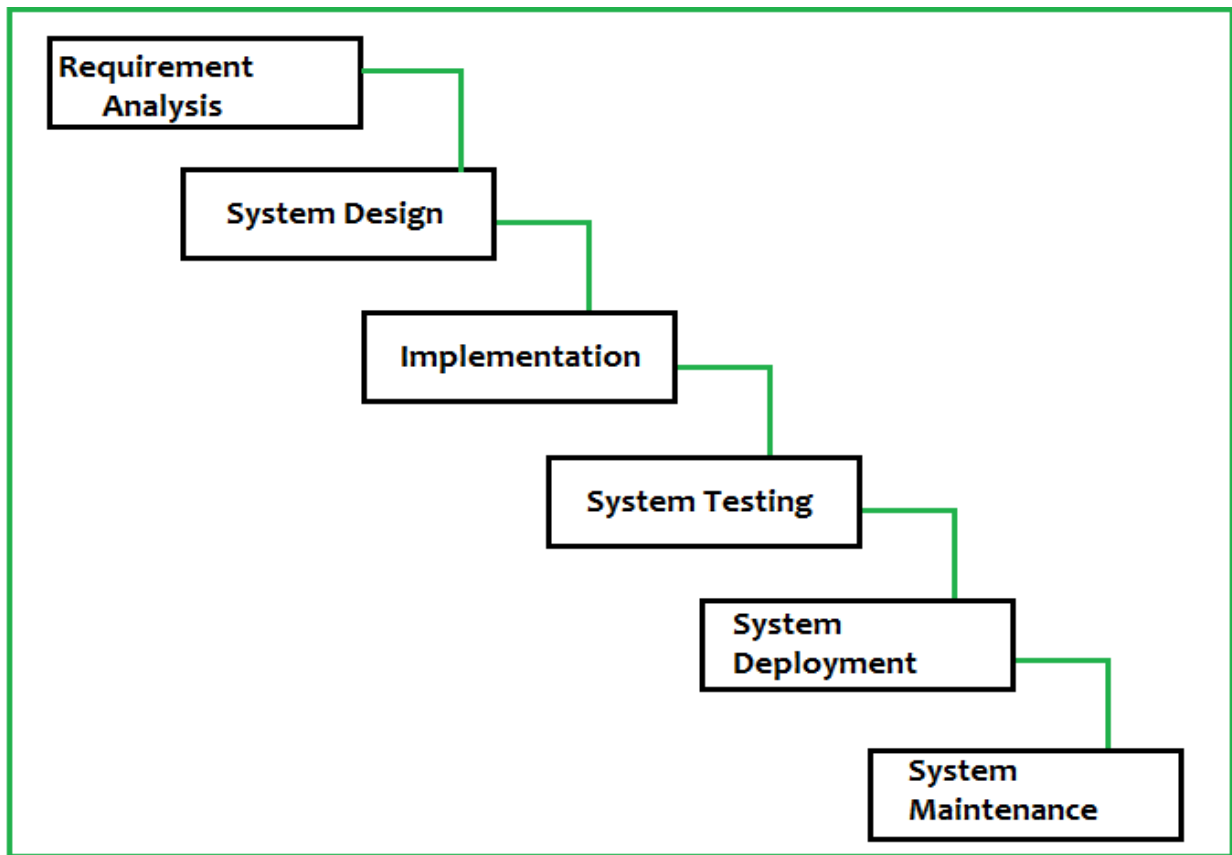 Requirement
Analysis
System Design
Implementation
System Testing
System
Deployment
System
Maintenance